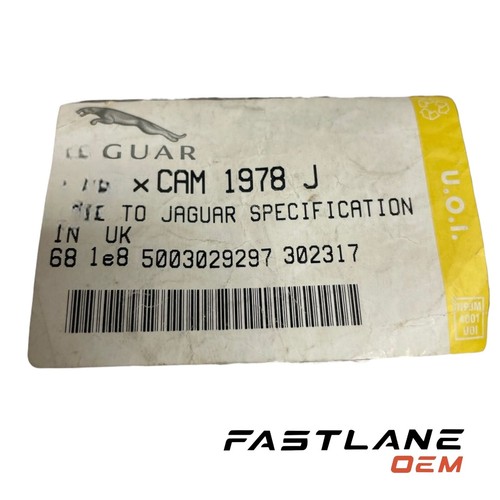 GUAR
CAM 1978 J
TO JAGUAR SPECIFICATION
IN UK
68 1e8 5003029297 302317
u.o.i.
FASTLANE
OEM